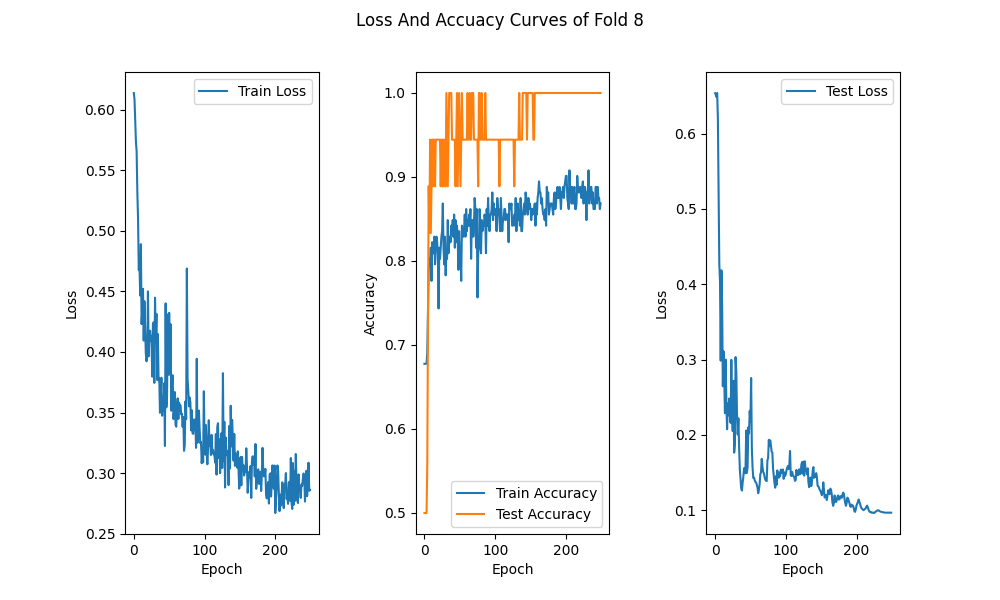 Loss And Accuacy Curves of Fold 8
Train Loss
0.60
0.55
0.50
0.45
0.40
0.35
0.30
0.25
Loss
0
100
200
Epoch
1.0
0.9
0.8
0.7
0.6
0.5
Accuracy
Train Accuracy
Test Accuracy
0
100
200
Epoch
Test Loss
0.6
0.5
0.4
0.3
0.2
0.1
Loss
0
100
200
Epoch